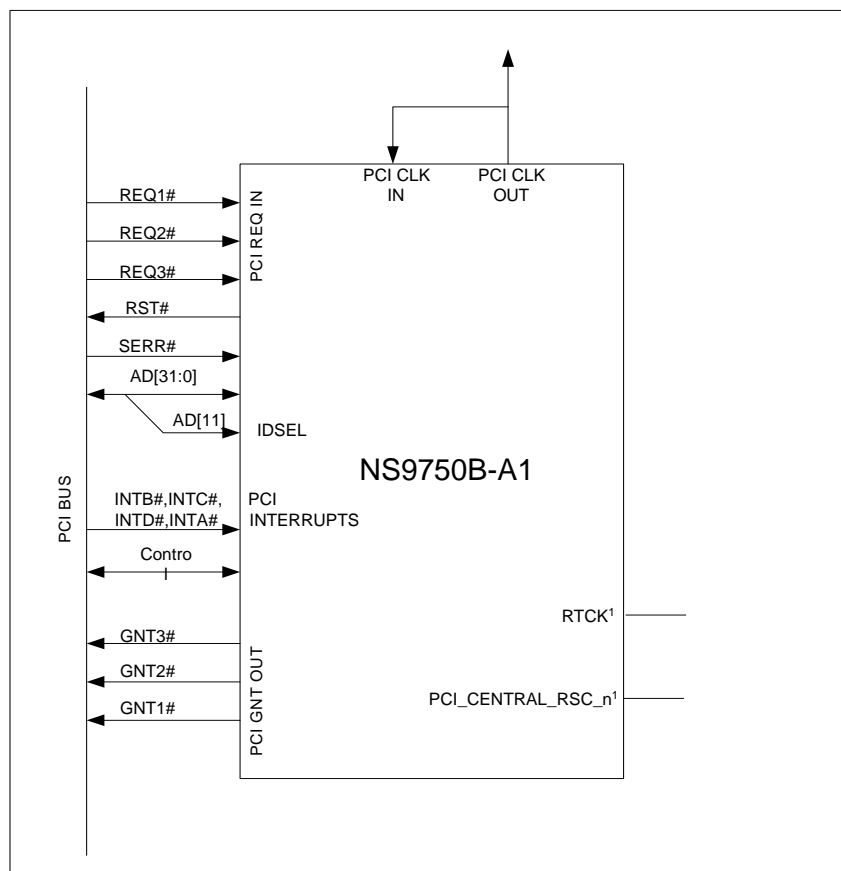 PCI CLK
IN
PCI CLK
OUT
REQ1#
REQ2#
REQ3#
PCI REQ IN
RST#
SERR#
AD[31:0]
AD[11]
IDSEL
NS9750B-A1
PCI BUS
INTB#,INTC#,
INTD#,INTA#
PCI
INTERRUPTS
Contro
RTCK¹
GNT3#
GNT2#
GNT1#
PCI GNT OUT
PCI_CENTRAL_RSC_n¹